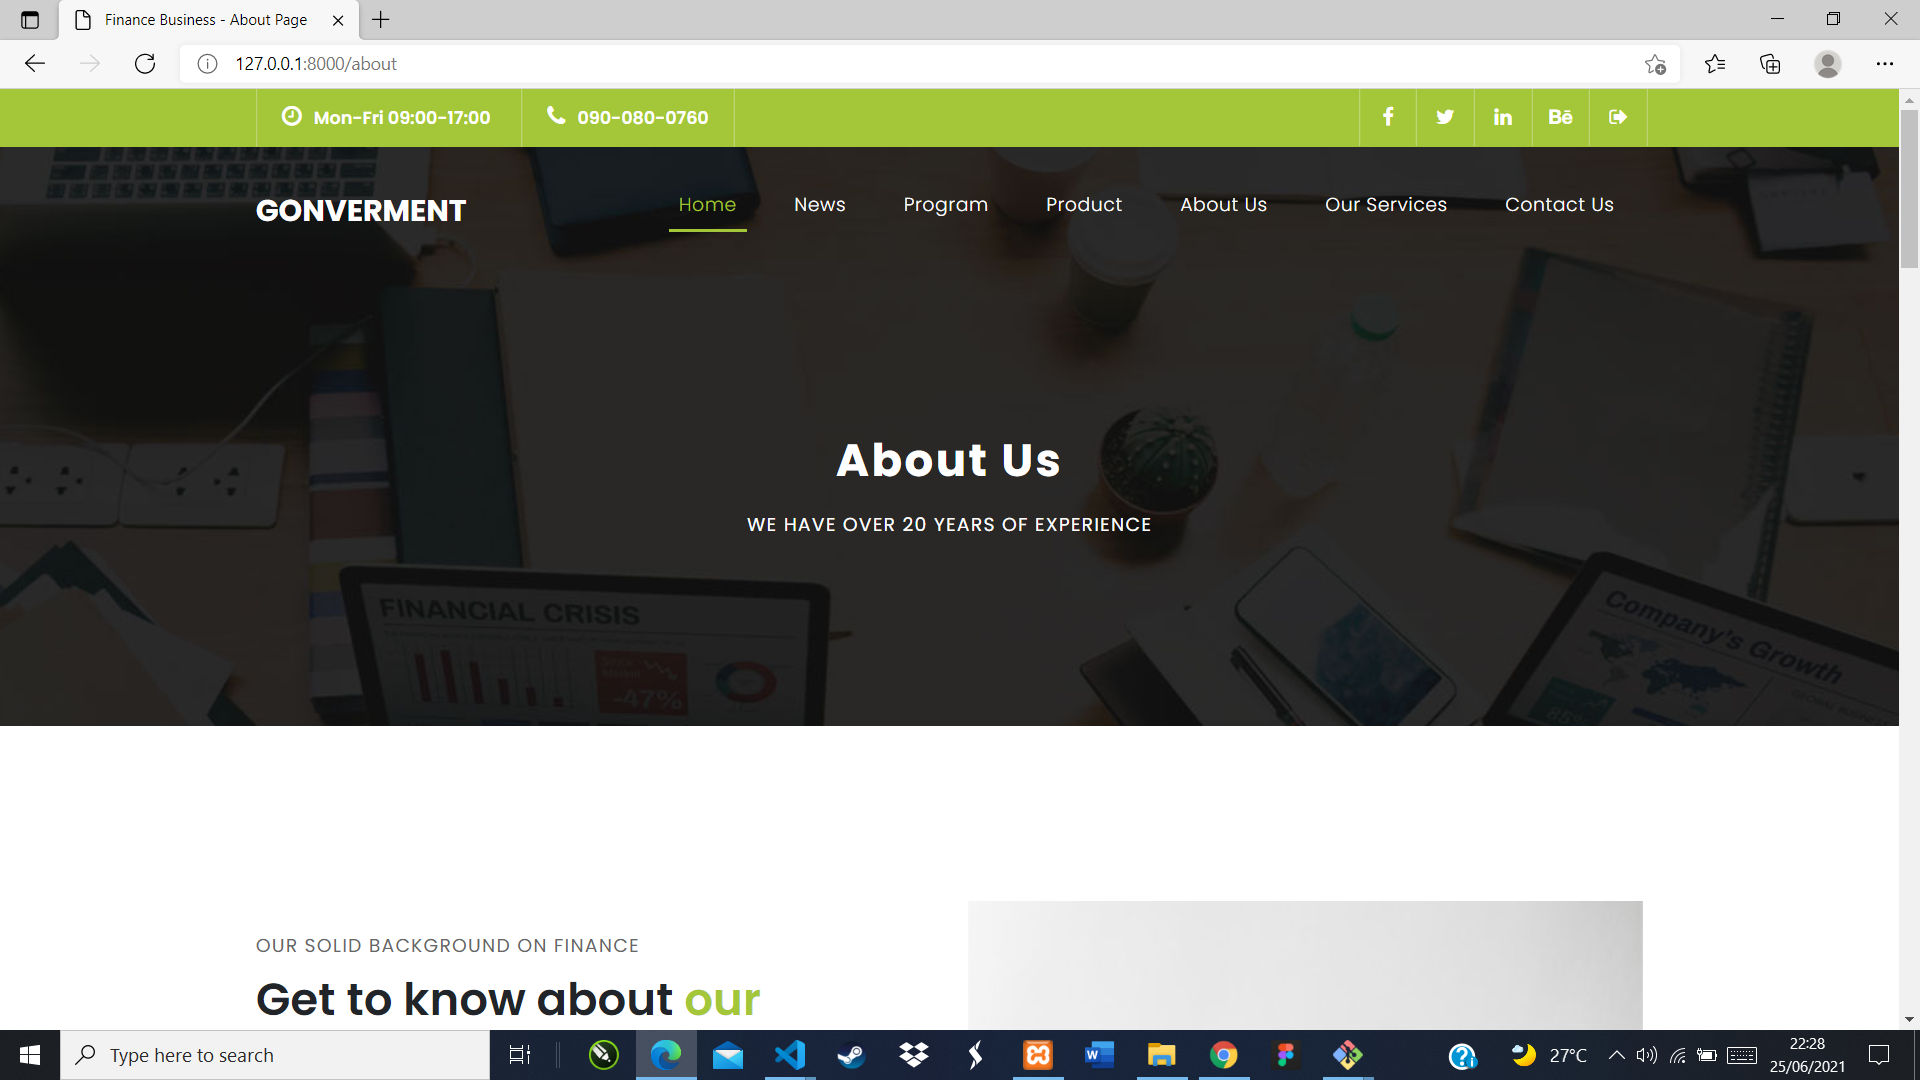 Finance Business - About Page
127.0.0.1:8000/about
Mon-Fri 09:00-17:00
090-080-0760
Bē
GONVERMENT
Home
News
Program
Product
About Us
Our Services
Contact Us
About Us
WE HAVE OVER 20 YEARS OF EXPERIENCE
FINANCIAL CRISIS
-47%
Company's Growth
85%
OUR SOLID BACKGROUND ON FINANCE
Get to know about our
Type here to search
27°C
22:28
25/06/2021